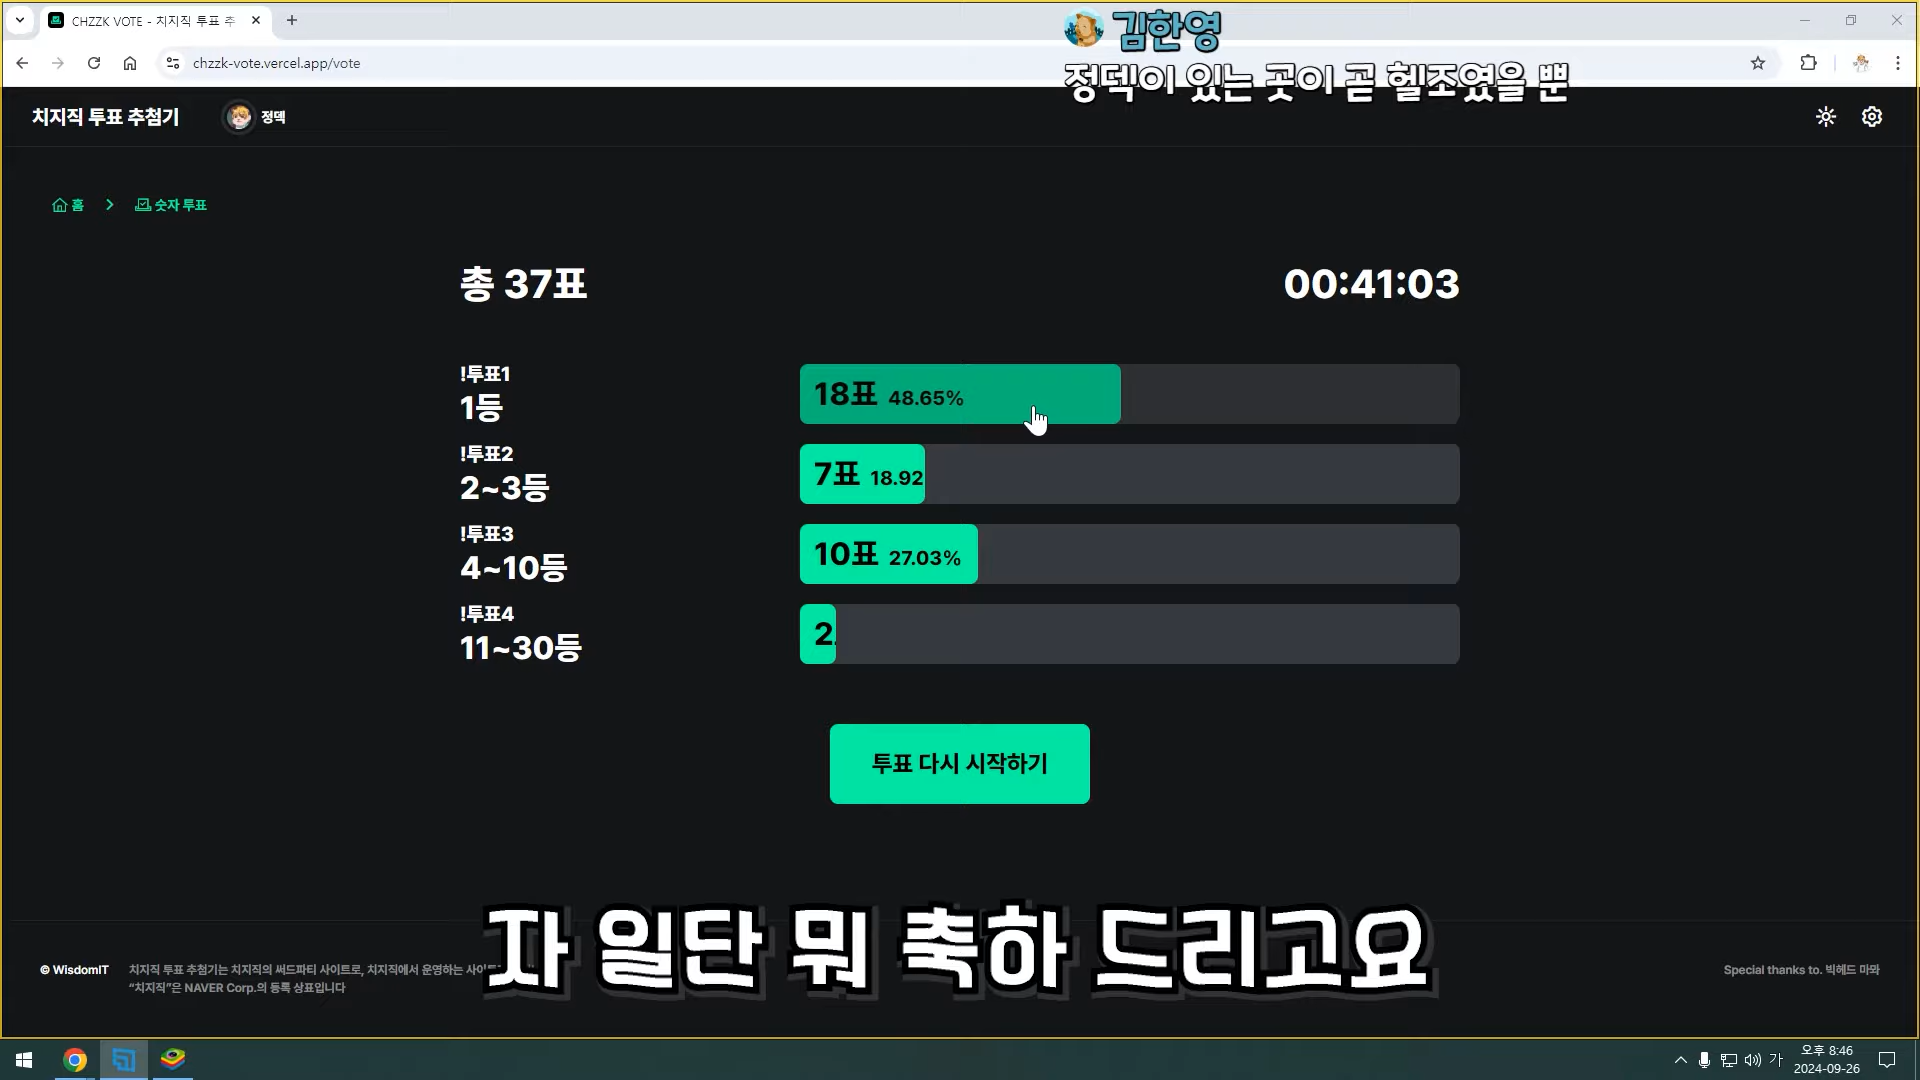 CHZZK VOTE - 치지직 투표 추
김한영
chzzk-vote.vercel.app/vote
정덱이 있는 곳이 곧 헬조였을 뿐
치지직 투표 추첨기
정덱
홈
숫자 투표
총 37표
00:41:03
!투표1
1등
18표 48.65%
!투표2
2~3등
7표 18.92
!투표3
4~10등
10표 27.03%
!투표4
11~30등
2
투표 다시 시작하기
자 일단 뭐 축하 드리고요
© WisdomIT
치지직 투표 추첨기는 치지직의 써드파티 사이트로, 치지직에서 운영하는 사이
“치지직”은 NAVER Corp.의 등록 상표입니다
Special thanks to. 빅헤드 마와
가
오후 8:46
2024-09-26